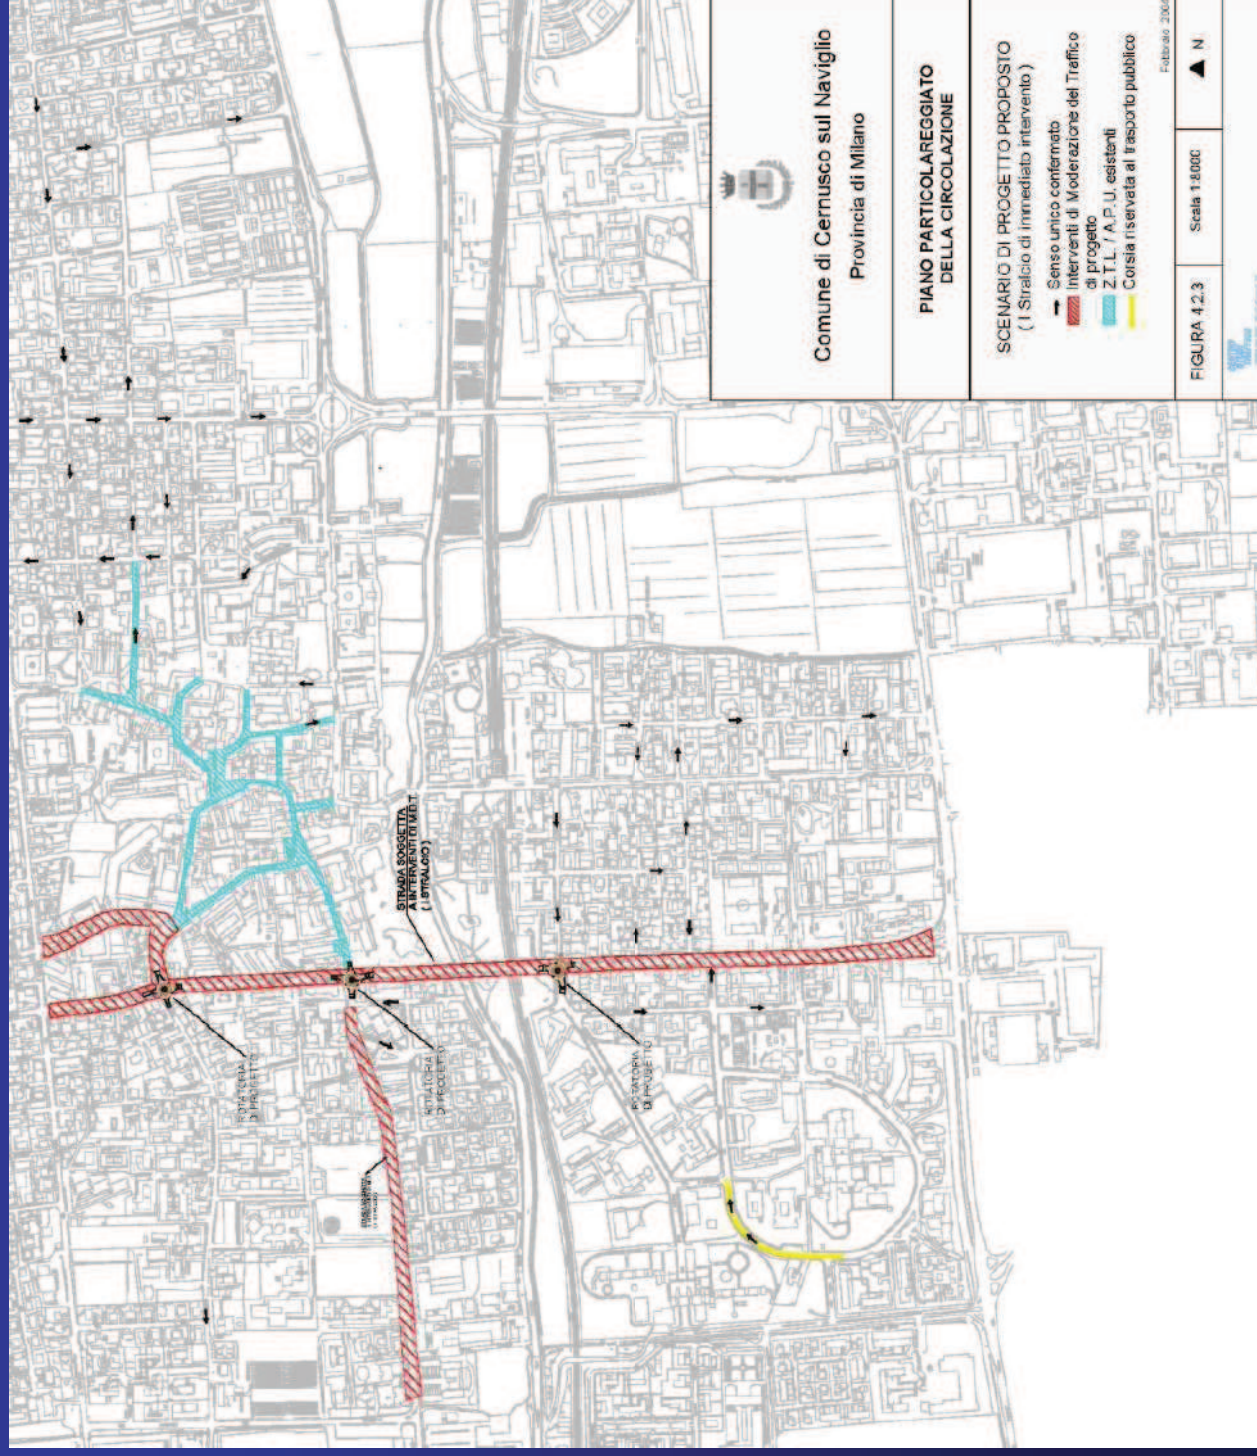 Comune di Cernusco sul Naviglio
Provincia di Milano
PIANO PARTICOLAREGGIATO
DELLA CIRCOLAZIONE
SCENARIO DI PROGETTO PROPOSTO
( I Stralcio di immediato intervento )
Senso unico confermato
Interventi di Moderazione del Traffico
di progetto
Z.T.L. / A.P.U. esistenti
Corsia riservata al trasporto pubblico
Febbraio 2004
FIGURA 4.2.3
Scala 1:8000
N
STRADA SOGGETTA
A INTERVENTI DI M.D.T.
( I STRALCIO )
ROTATORIA
DI PROGETTO
ROTATORIA
DI PROGETTO
ROTATORIA
DI PROGETTO